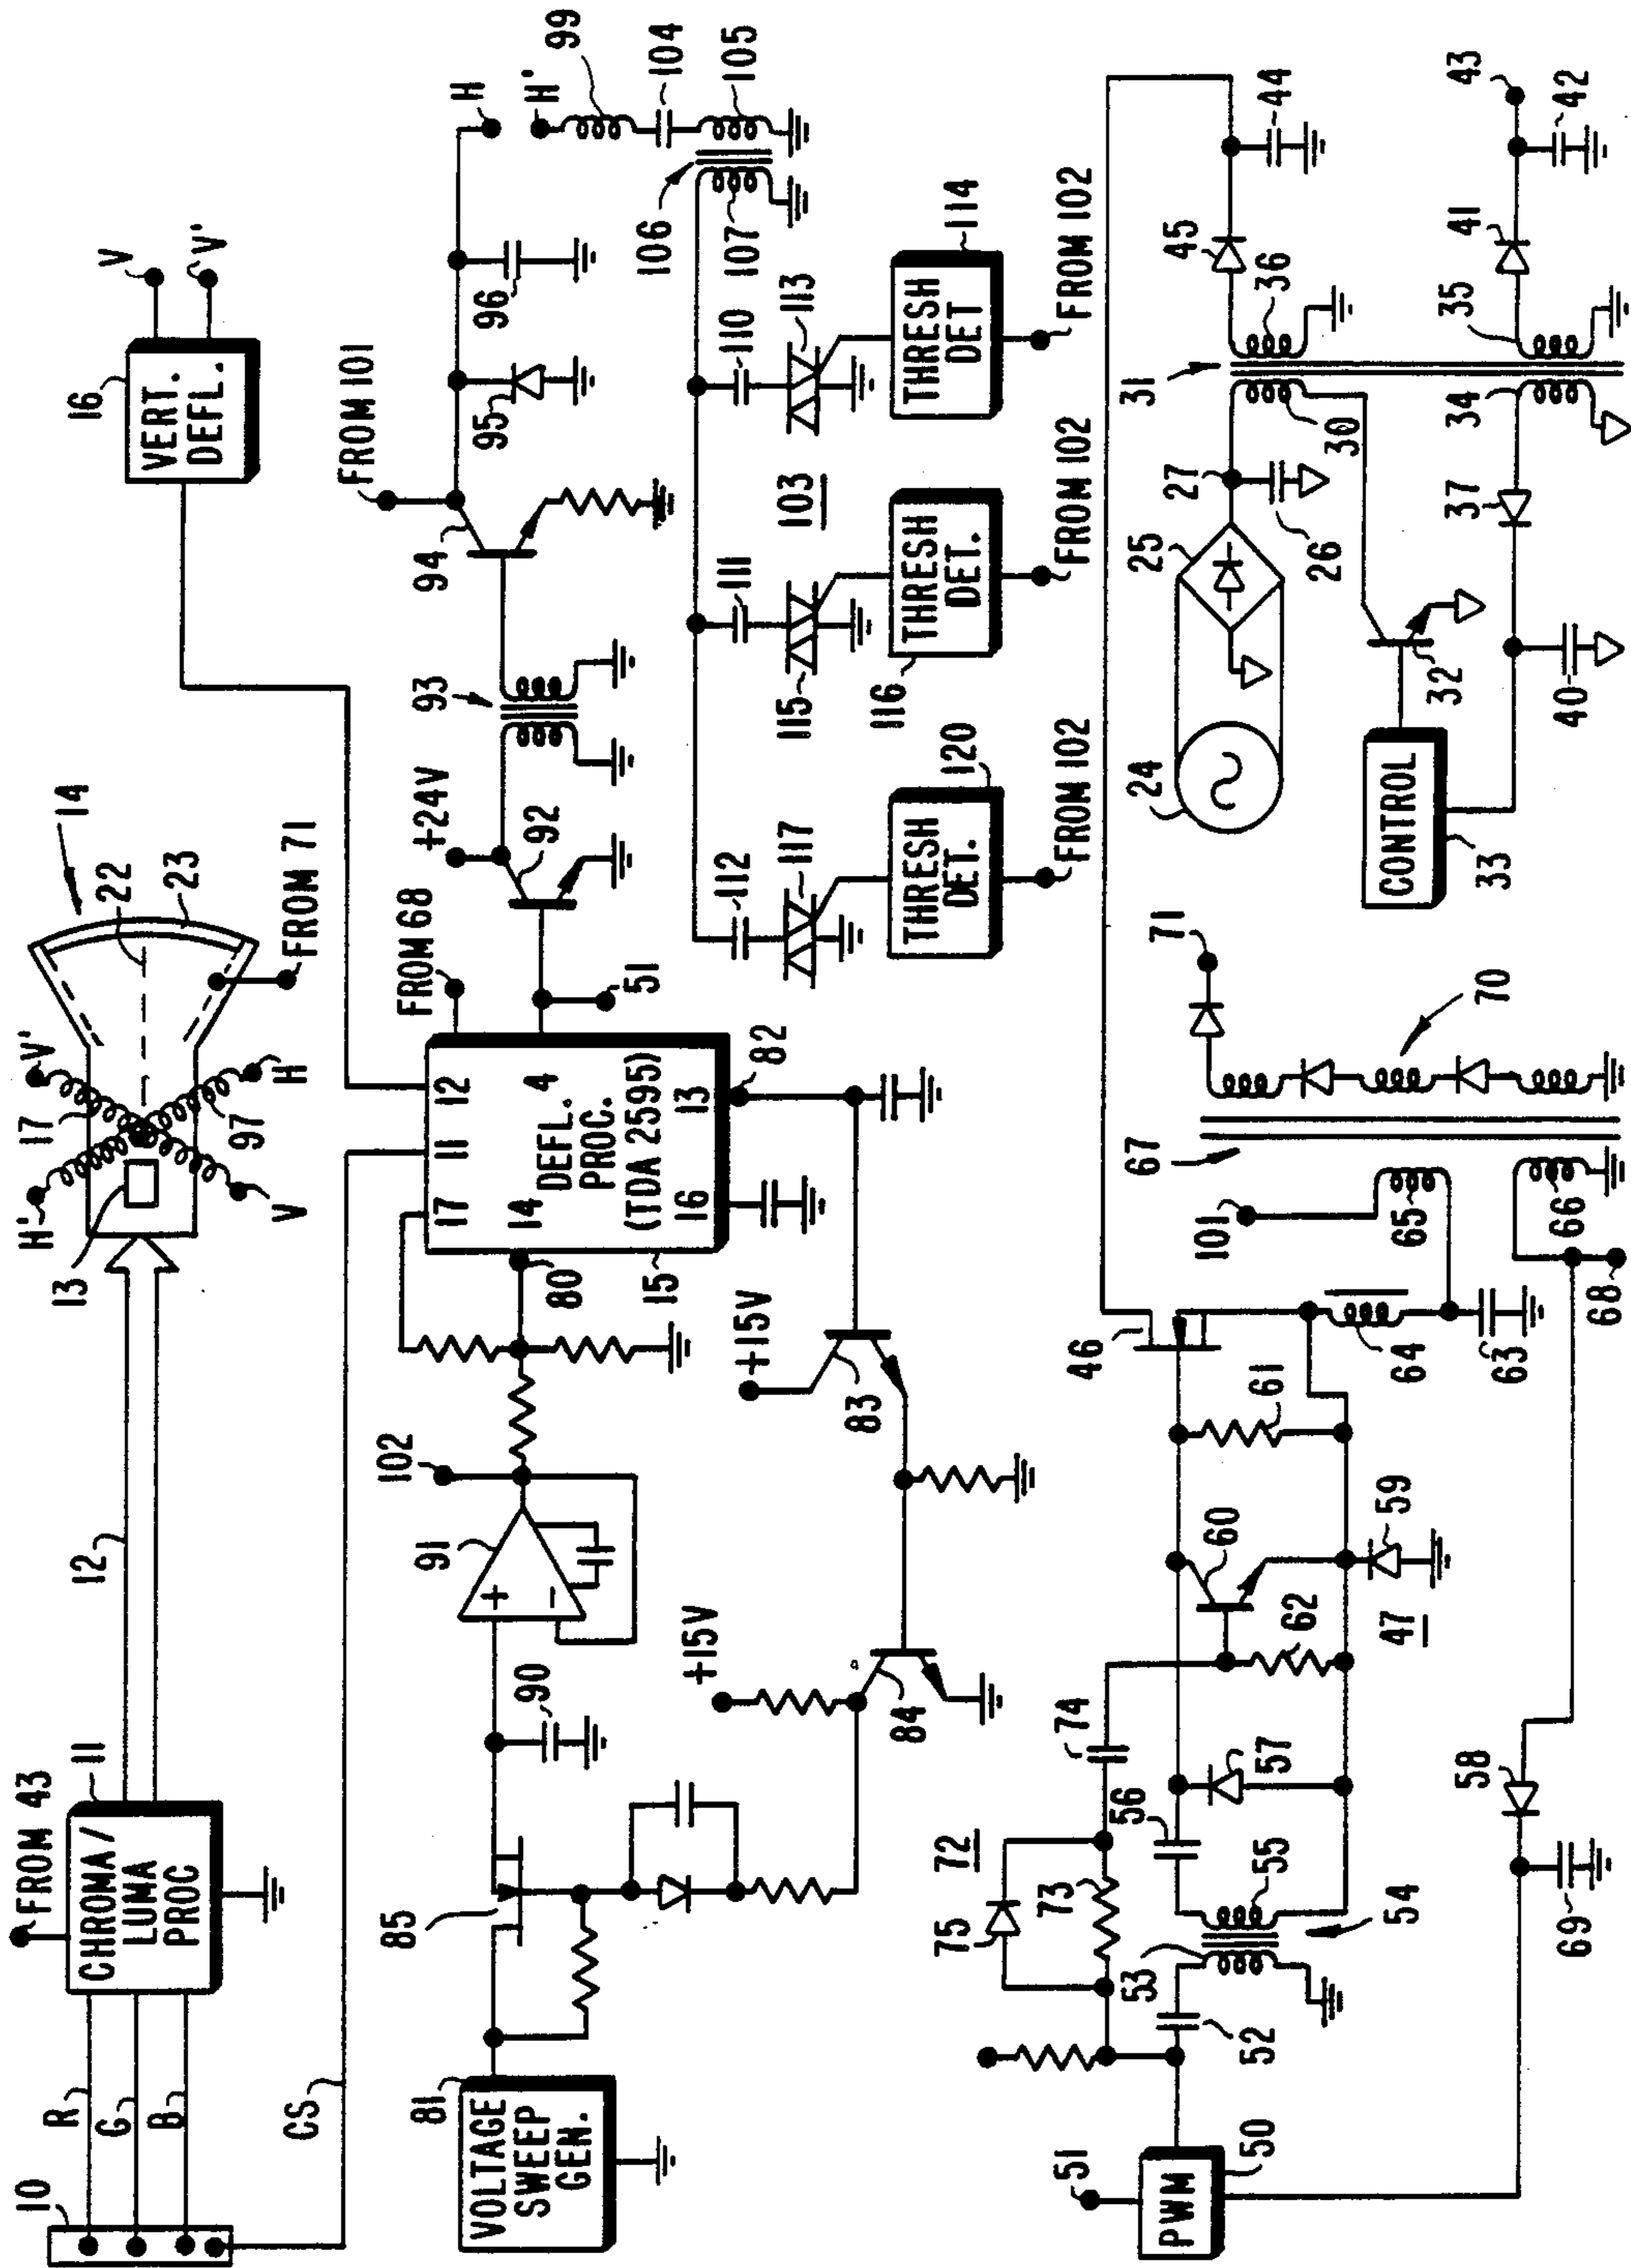 10
R
G
B
CS
FROM 43
CHROMA/
LUMA
PROC
11
12
H'
V'
17
13
97
H
V
14
22
23
FROM 71
16
VERT.
DEFL.
V
V'
81
VOLTAGE
SWEEP
GEN.
85
90
+
-
91
102
80
17
11
12
14
4
DEFL.
PROC.
(TDA 2595)
16
13
15
82
FROM 68
51
+24V
92
93
94
FROM 101
95
96
H
H'
99
104
105
106
107
+15V
84
+15V
83
112
117
THRESH
DET.
120
FROM 102
111
115
THRESH
DET.
116
FROM 102
103
110
113
THRESH
DET
114
FROM 102
51
PWM
50
52
53
54
55
56
57
72
73
74
75
60
61
62
47
59
46
64
63
101
65
66
67
68
58
69
70
71
24
25
26
27
CONTROL
33
32
40
37
30
31
34
35
36
45
44
41
42
43